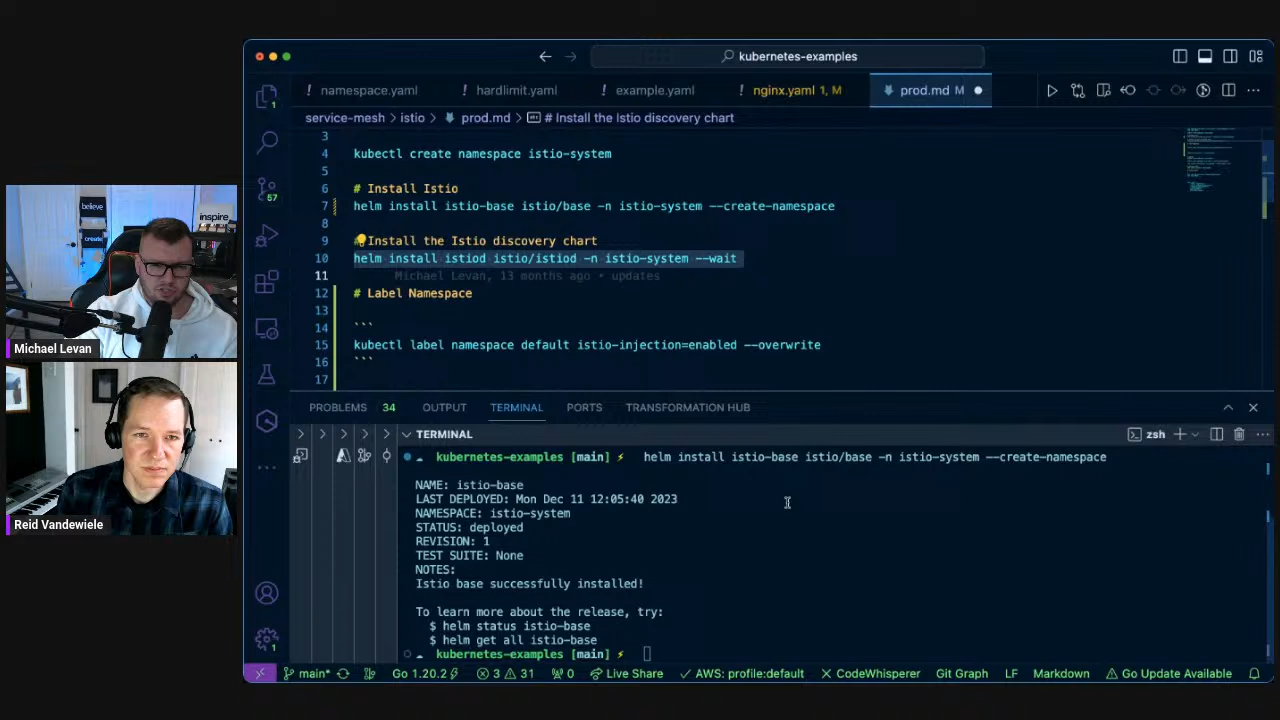 kubernetes-examples
namespace.yaml
hardlimit.yaml
example.yaml
nginx.yaml 1, M
prod.md M
service-mesh > istio > prod.md > # Install the Istio discovery chart
3
4 kubectl create namespace istio-system
5
6 # Install Istio
7 helm install istio-base istio/base -n istio-system --create-namespace
8
9 # Install the Istio discovery chart
10 helm install istiod istio/istiod -n istio-system --wait
11 Michael Levan, 13 months ago • updates
12 # Label Namespace
13
14 ```
15 kubectl label namespace default istio-injection=enabled --overwrite
16 ```
17
1
57
believe
create
inspire
Michael Levan
Reid Vandewiele
PROBLEMS 34 OUTPUT TERMINAL PORTS TRANSFORMATION HUB
TERMINAL
zsh
kubernetes-examples [main] ⚡ helm install istio-base istio/base -n istio-system --create-namespace
NAME: istio-base
LAST DEPLOYED: Mon Dec 11 12:05:40 2023
NAMESPACE: istio-system
STATUS: deployed
REVISION: 1
TEST SUITE: None
NOTES:
Istio base successfully installed!
To learn more about the release, try:
$ helm status istio-base
$ helm get all istio-base
kubernetes-examples [main] ⚡
1
main* Go 1.20.2 3 31 0 Live Share AWS: profile:default CodeWhisperer Git Graph LF Markdown Go Update Available